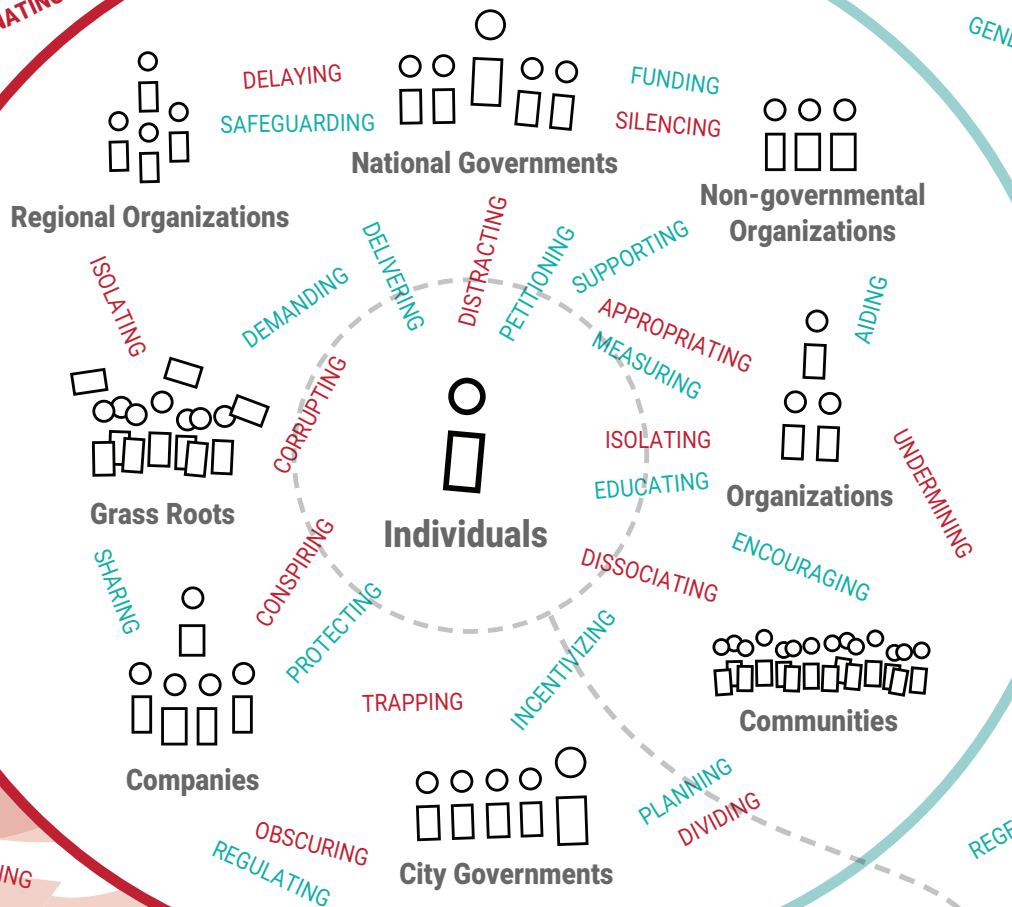 DELAYING
SAFEGUARDING
FUNDING
SILENCING
National Governments
Regional Organizations
Non-governmental
Organizations
ISOLATING
DEMANDING
DELIVERING
DISTRACTING
PETITIONING
SUPPORTING
APPROPRIATING
MEASURING
AIDING
CORRUPTING
ISOLATING
EDUCATING
Organizations
UNDERMINING
Grass Roots
Individuals
SHARING
CONSPIRING
PROTECTING
DISSOCIATING
ENCOURAGING
INCENTIVIZING
TRAPPING
Communities
Companies
PLANNING
DIVIDING
OBSCURING
REGULATING
City Governments